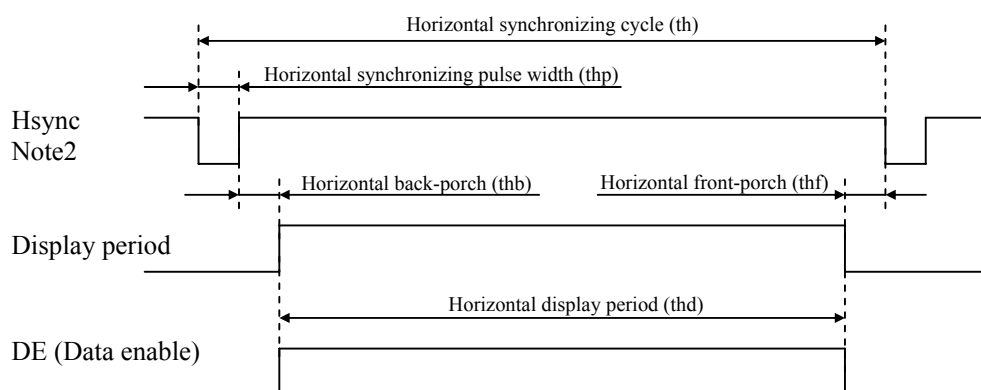 Horizontal synchronizing cycle (th)
Horizontal synchronizing pulse width (thp)
Hsync
Note2
Horizontal back-porch (thb)
Horizontal front-porch (thf)
Display period
Horizontal display period (thd)
DE (Data enable)